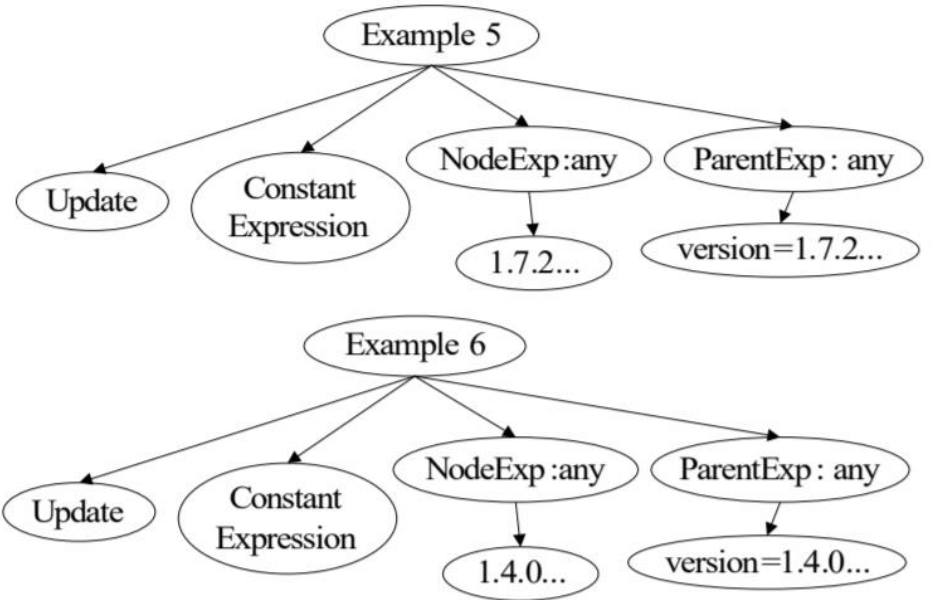 Example 5
Update
Constant
Expression
NodeExp:any
ParentExp: any
1.7.2...
version=1.7.2...
Example 6
Update
Constant
Expression
NodeExp:any
ParentExp: any
1.4.0...
version=1.4.0...